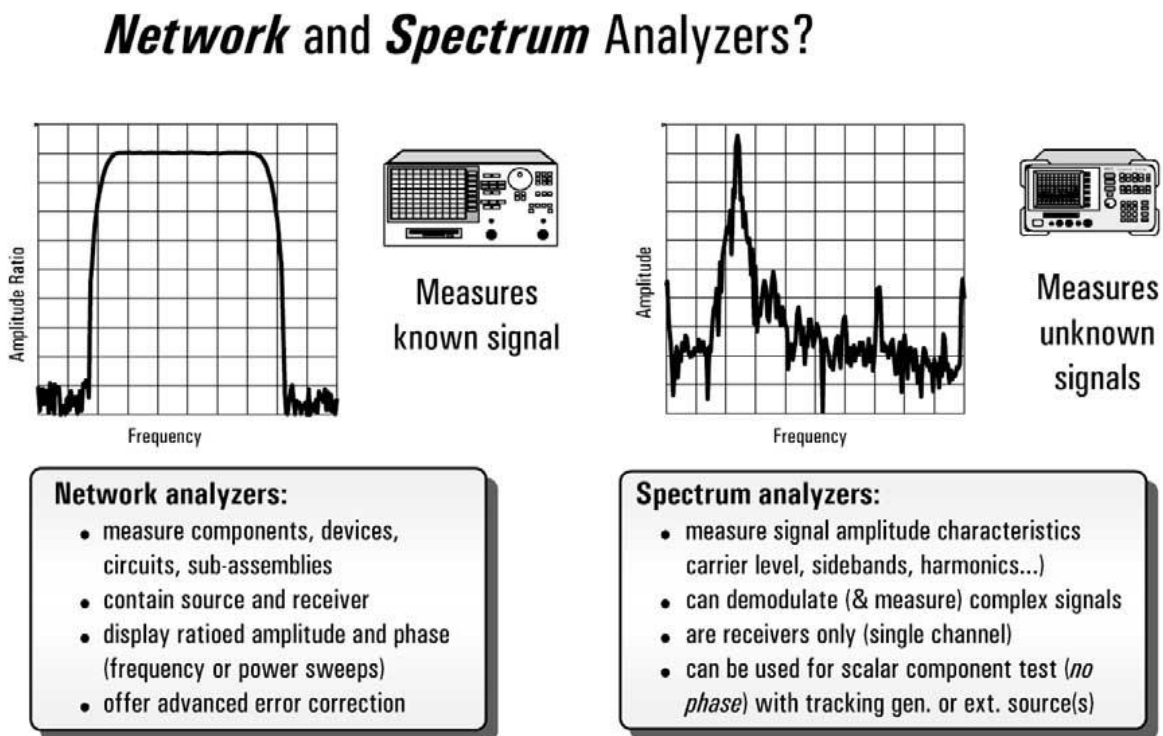 Network and Spectrum Analyzers?
Amplitude Ratio
Frequency
Measures
known signal
Amplitude
Frequency
Measures
unknown
signals
Network analyzers:
• measure components, devices,
circuits, sub-assemblies
• contain source and receiver
• display ratioed amplitude and phase
(frequency or power sweeps)
• offer advanced error correction
Spectrum analyzers:
• measure signal amplitude characteristics
carrier level, sidebands, harmonics...)
• can demodulate (& measure) complex signals
• are receivers only (single channel)
• can be used for scalar component test (no
phase) with tracking gen. or ext. source(s)